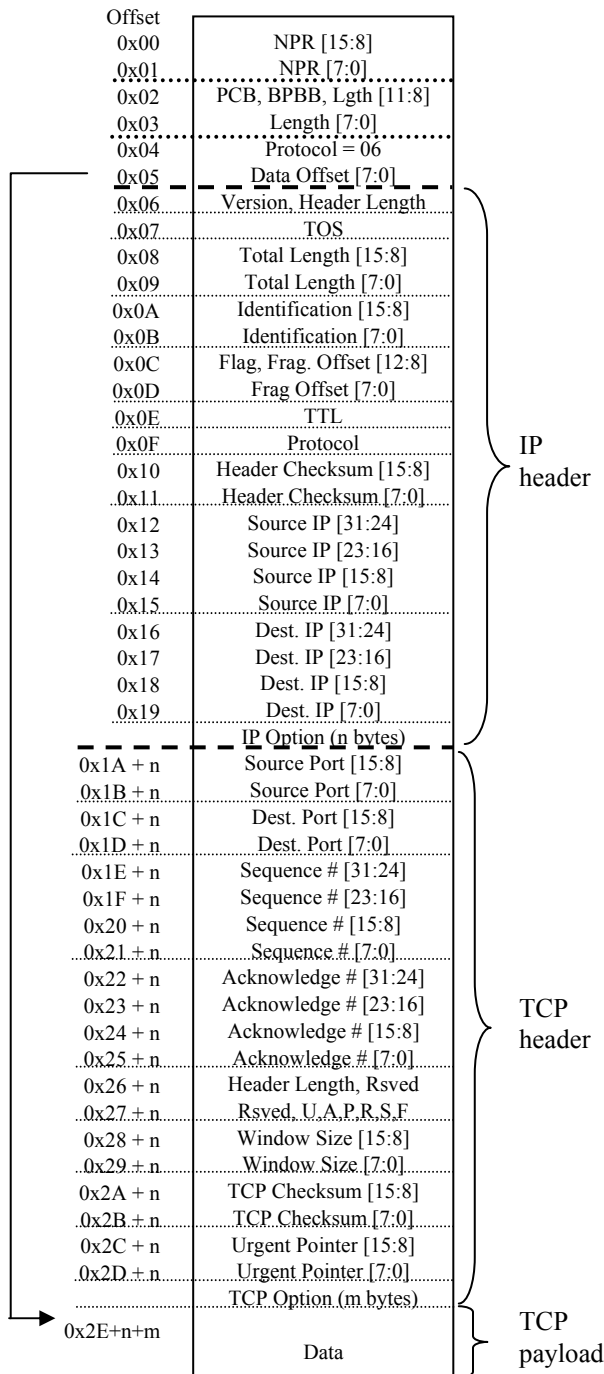 Offset
0x00 NPR [15:8]
0x01 NPR [7:0]
0x02 PCB, BPBB, Lgth [11:8]
0x03 Length [7:0]
0x04 Protocol = 06
0x05 Data Offset [7:0]
0x06 Version, Header Length
0x07 TOS
0x08 Total Length [15:8]
0x09 Total Length [7:0]
0x0A Identification [15:8]
0x0B Identification [7:0]
0x0C Flag, Frag. Offset [12:8]
0x0D Frag Offset [7:0]
0x0E TTL
0x0F Protocol
0x10 Header Checksum [15:8]
0x11 Header Checksum [7:0]
0x12 Source IP [31:24]
0x13 Source IP [23:16]
0x14 Source IP [15:8]
0x15 Source IP [7:0]
0x16 Dest. IP [31:24]
0x17 Dest. IP [23:16]
0x18 Dest. IP [15:8]
0x19 Dest. IP [7:0]
IP Option (n bytes)
IP
header
0x1A + n Source Port [15:8]
0x1B + n Source Port [7:0]
0x1C + n Dest. Port [15:8]
0x1D + n Dest. Port [7:0]
0x1E + n Sequence # [31:24]
0x1F + n Sequence # [23:16]
0x20 + n Sequence # [15:8]
0x21 + n Sequence # [7:0]
0x22 + n Acknowledge # [31:24]
0x23 + n Acknowledge # [23:16]
0x24 + n Acknowledge # [15:8]
0x25 + n Acknowledge # [7:0]
0x26 + n Header Length, Rsved
0x27 + n Rsved, U,A,P,R,S,F
0x28 + n Window Size [15:8]
0x29 + n Window Size [7:0]
0x2A + n TCP Checksum [15:8]
0x2B + n TCP Checksum [7:0]
0x2C + n Urgent Pointer [15:8]
0x2D + n Urgent Pointer [7:0]
TCP Option (m bytes)
TCP
header
0x2E+n+m
Data
TCP
payload